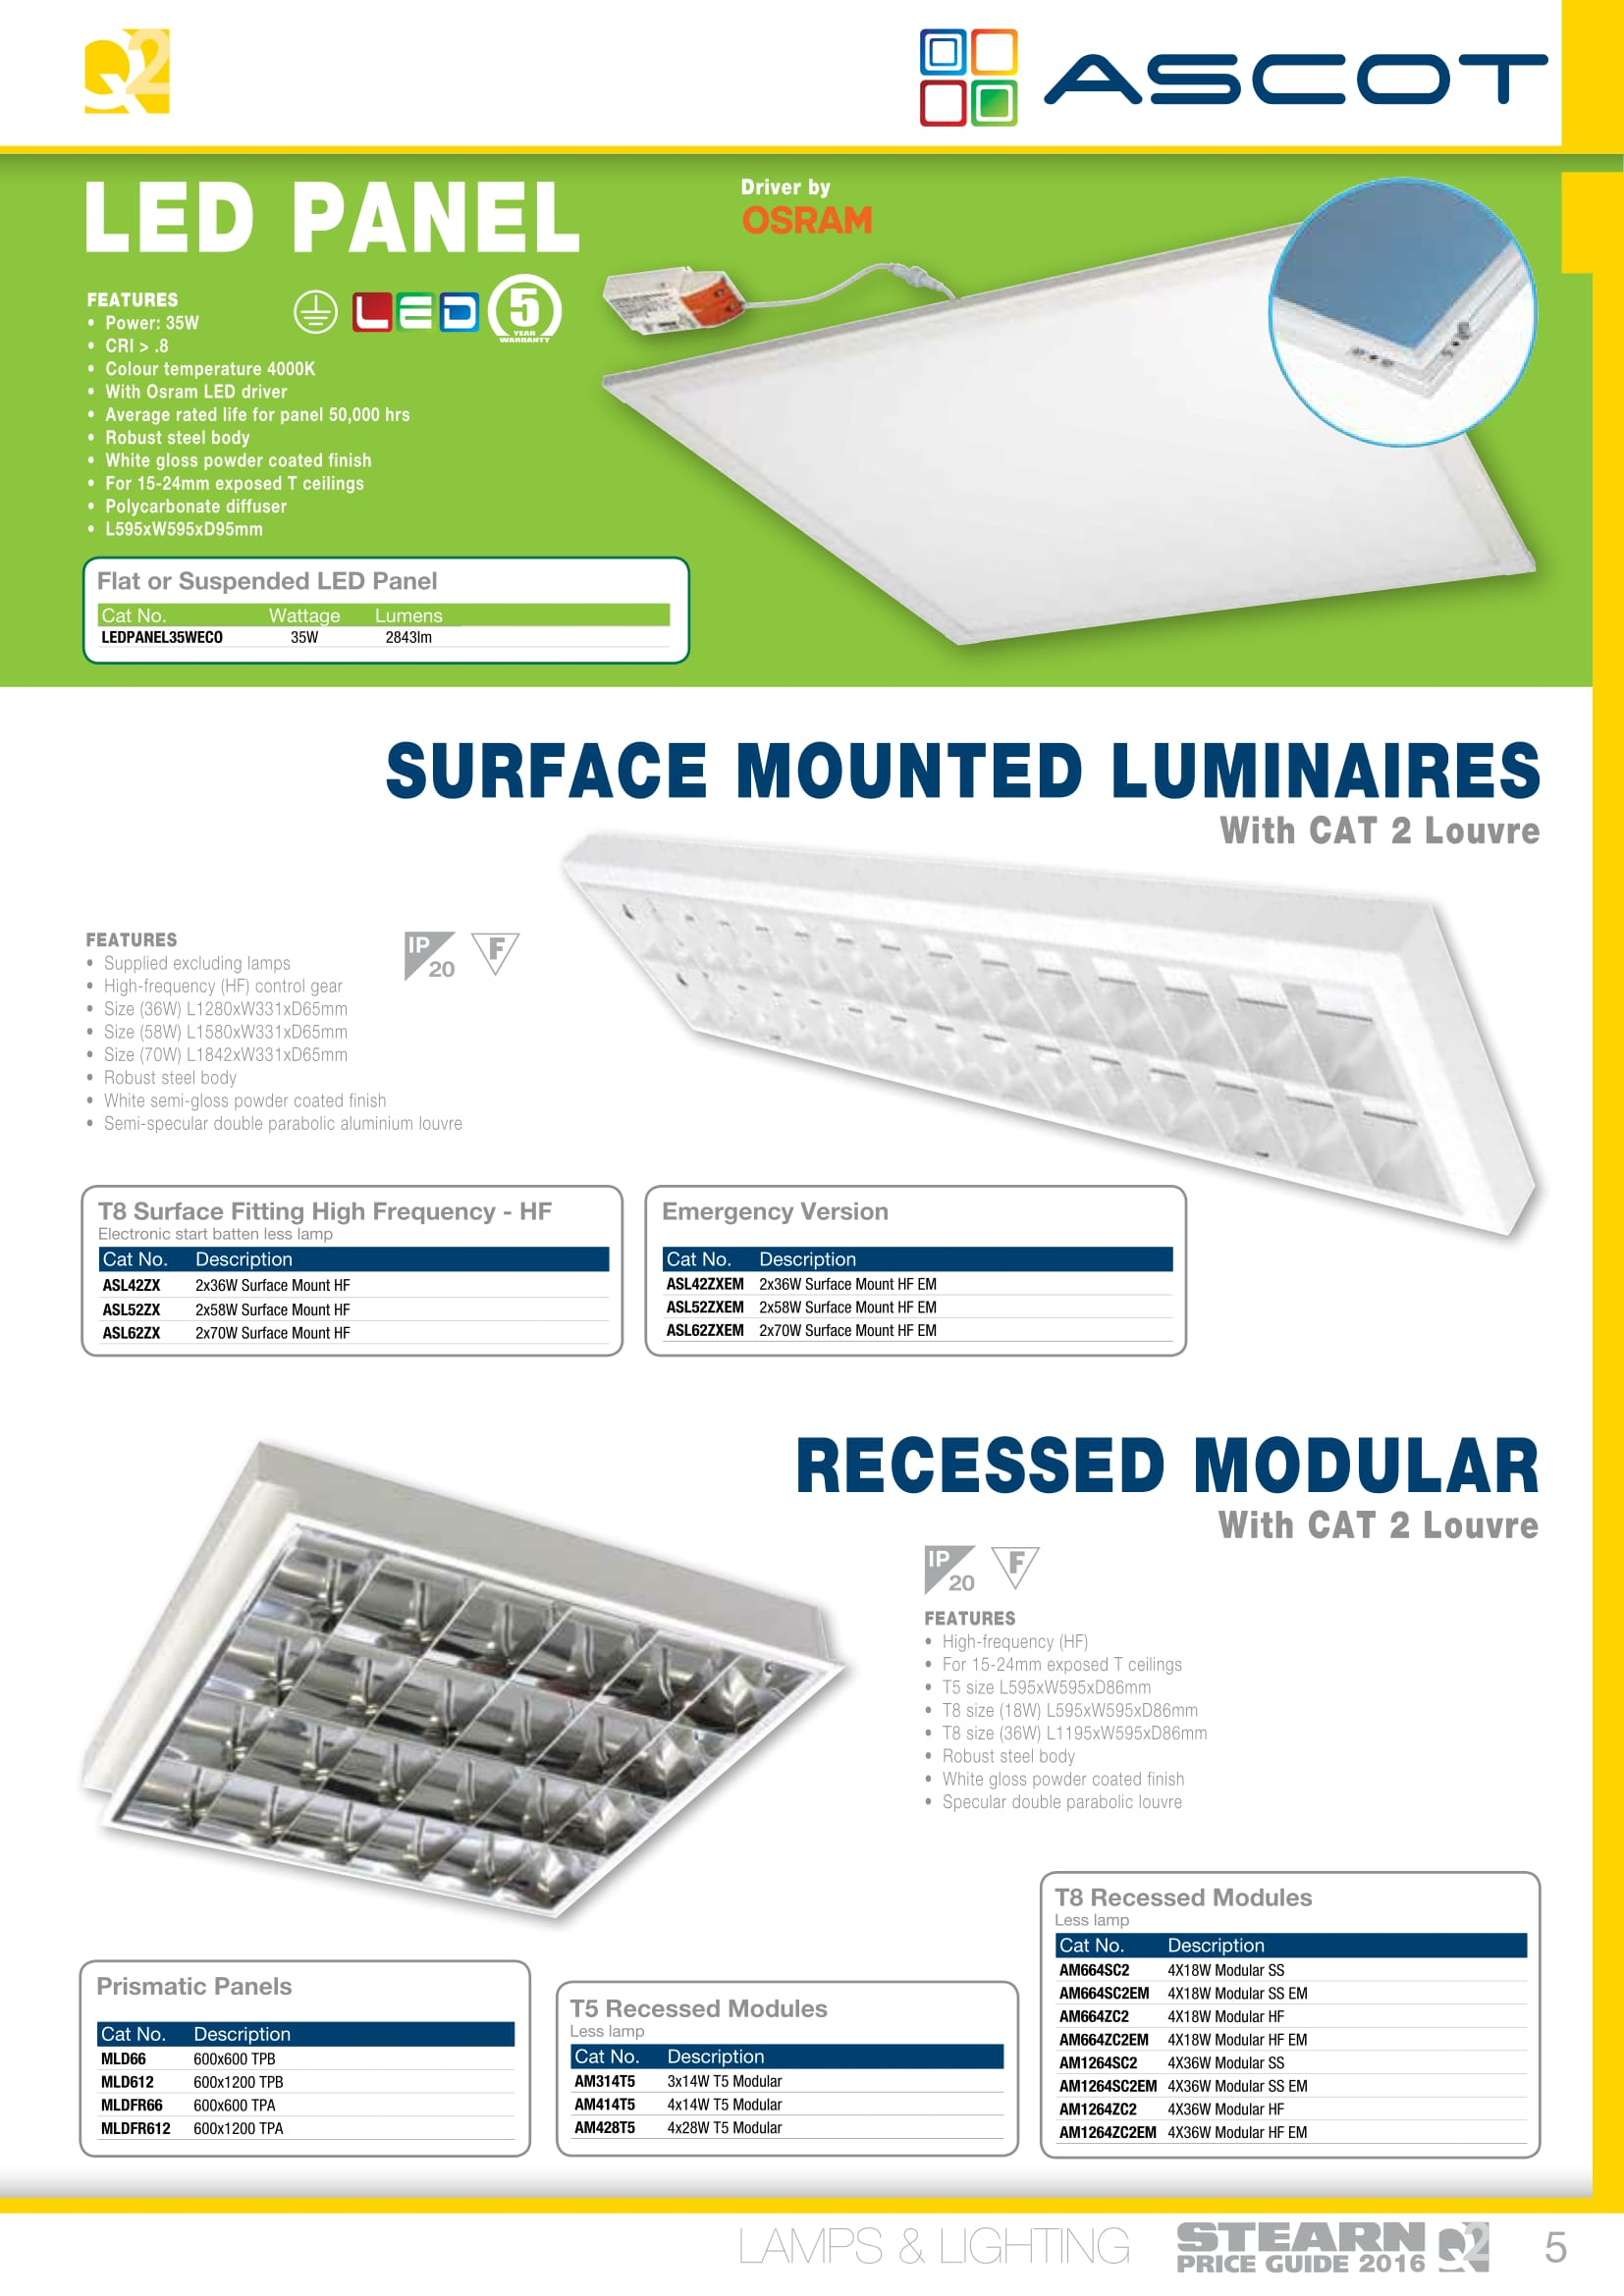 Q2
ASCOT
LED PANEL
Driver by
OSRAM
FEATURES
LED
5
YEAR
WARRANTY
• Power: 35W
• CRI > .8
• Colour temperature 4000K
• With Osram LED driver
• Average rated life for panel 50,000 hrs
• Robust steel body
• White gloss powder coated finish
• For 15-24mm exposed T ceilings
• Polycarbonate diffuser
• L595xW595xD95mm
Flat or Suspended LED Panel
Cat No. Wattage Lumens
LEDPANEL35WECO 35W 2843lm
SURFACE MOUNTED LUMINAIRES
With CAT 2 Louvre
FEATURES
IP 20
F
• Supplied excluding lamps
• High-frequency (HF) control gear
• Size (36W) L1280xW331xD65mm
• Size (58W) L1580xW331xD65mm
• Size (70W) L1842xW331xD65mm
• Robust steel body
• White semi-gloss powder coated finish
• Semi-specular double parabolic aluminium louvre
T8 Surface Fitting High Frequency - HF
Electronic start batten less lamp
Cat No. Description
ASL42ZX 2x36W Surface Mount HF
ASL52ZX 2x58W Surface Mount HF
ASL62ZX 2x70W Surface Mount HF
Emergency Version
Cat No. Description
ASL42ZXEM 2x36W Surface Mount HF EM
ASL52ZXEM 2x58W Surface Mount HF EM
ASL62ZXEM 2x70W Surface Mount HF EM
RECESSED MODULAR
With CAT 2 Louvre
IP 20
F
FEATURES
• High-frequency (HF)
• For 15-24mm exposed T ceilings
• T5 size L595xW595xD86mm
• T8 size (18W) L595xW595xD86mm
• T8 size (36W) L1195xW595xD86mm
• Robust steel body
• White gloss powder coated finish
• Specular double parabolic louvre
Prismatic Panels
Cat No. Description
MLD66 600x600 TPB
MLD612 600x1200 TPB
MLDFR66 600x600 TPA
MLDFR612 600x1200 TPA
T5 Recessed Modules
Less lamp
Cat No. Description
AM314T5 3x14W T5 Modular
AM414T5 4x14W T5 Modular
AM428T5 4x28W T5 Modular
T8 Recessed Modules
Less lamp
Cat No. Description
AM664SC2 4X18W Modular SS
AM664SC2EM 4X18W Modular SS EM
AM664ZC2 4X18W Modular HF
AM664ZC2EM 4X18W Modular HF EM
AM1264SC2 4X36W Modular SS
AM1264SC2EM 4X36W Modular SS EM
AM1264ZC2 4X36W Modular HF
AM1264ZC2EM 4X36W Modular HF EM
LAMPS & LIGHTING
STEARN
PRICE GUIDE 2016
Q2
5